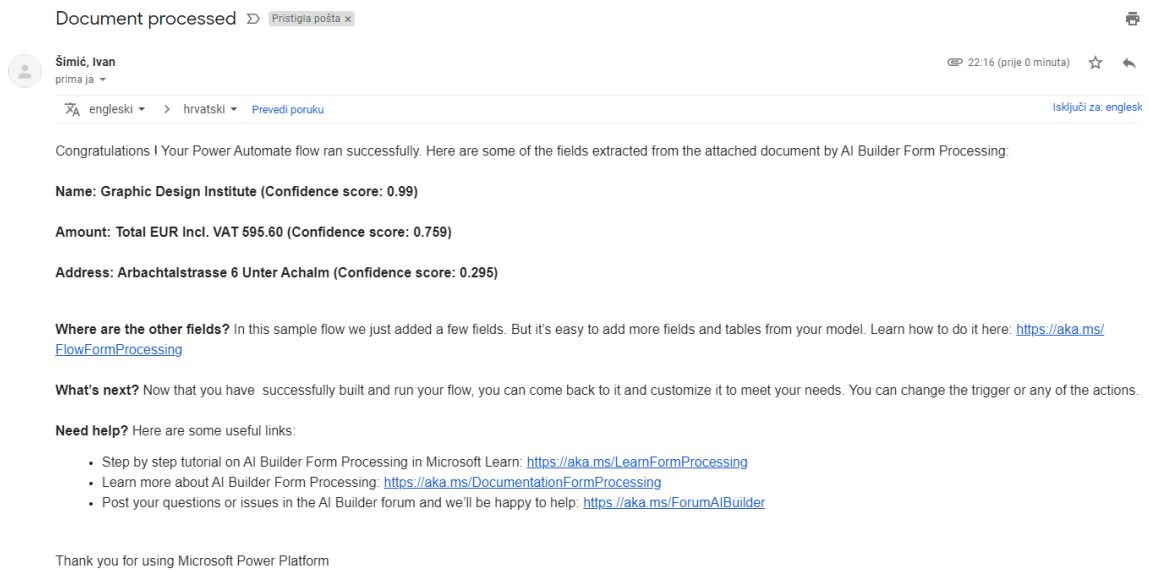 Document processed Pristigla pošta ×
Šimić, Ivan 22:16 (prije 0 minuta)
prima ja
engleski > hrvatski Prevedi poruku Isključi za: englesk
Congratulations ! Your Power Automate flow ran successfully. Here are some of the fields extracted from the attached document by AI Builder Form Processing:
Name: Graphic Design Institute (Confidence score: 0.99)
Amount: Total EUR Incl. VAT 595.60 (Confidence score: 0.759)
Address: Arbachtalstrasse 6 Unter Achalm (Confidence score: 0.295)
Where are the other fields? In this sample flow we just added a few fields. But it’s easy to add more fields and tables from your model. Learn how to do it here: https://aka.ms/
FlowFormProcessing
What’s next? Now that you have  successfully built and run your flow, you can come back to it and customize it to meet your needs. You can change the trigger or any of the actions.
Need help? Here are some useful links:
• Step by step tutorial on AI Builder Form Processing in Microsoft Learn: https://aka.ms/LearnFormProcessing
• Learn more about AI Builder Form Processing: https://aka.ms/DocumentationFormProcessing
• Post your questions or issues in the AI Builder forum and we’ll be happy to help: https://aka.ms/ForumAIBuilder
Thank you for using Microsoft Power Platform